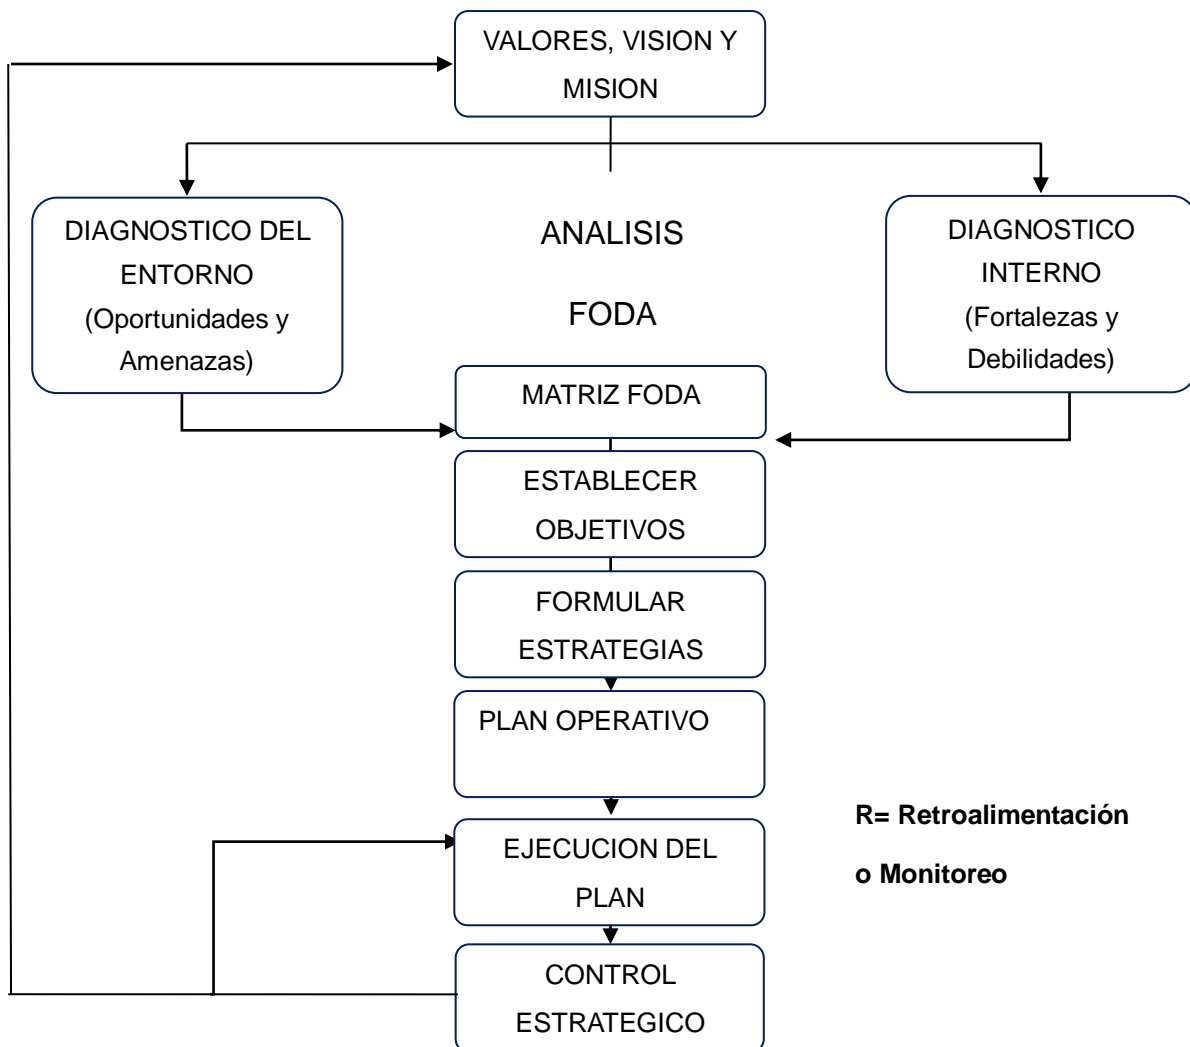 VALORES, VISION Y
MISION
DIAGNOSTICO DEL
ENTORNO
(Oportunidades y
Amenazas)
ANALISIS
FODA
DIAGNOSTICO
INTERNO
(Fortalezas y
Debilidades)
MATRIZ FODA
ESTABLECER
OBJETIVOS
FORMULAR
ESTRATEGIAS
PLAN OPERATIVO
R= Retroalimentación
o Monitoreo
EJECUCION DEL
PLAN
CONTROL
ESTRATEGICO